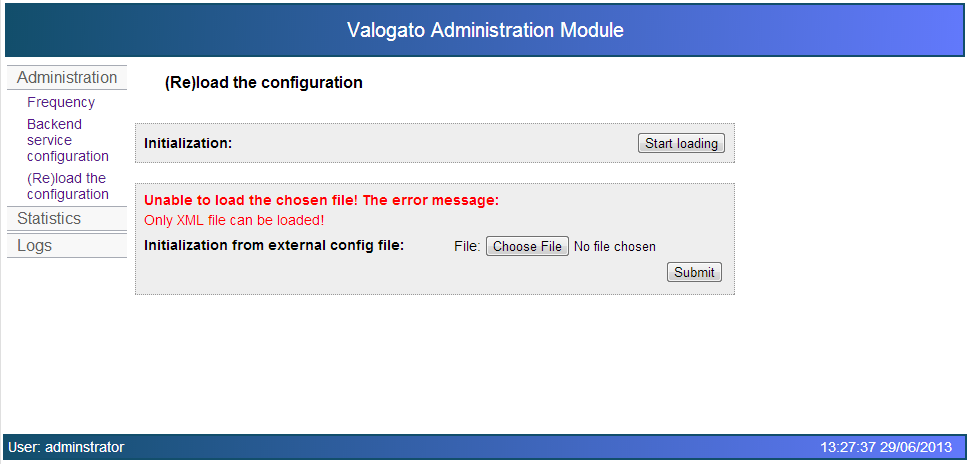 Valogato Administration Module
Administration
Frequency
Backend
service
configuration
(Re)load the
configuration
Statistics
Logs
(Re)load the configuration
Initialization: Start loading
Unable to load the chosen file! The error message:
Only XML file can be loaded!
Initialization from external config file: File: Choose File No file chosen
Submit
User: adminstrator 13:27:37 29/06/2013